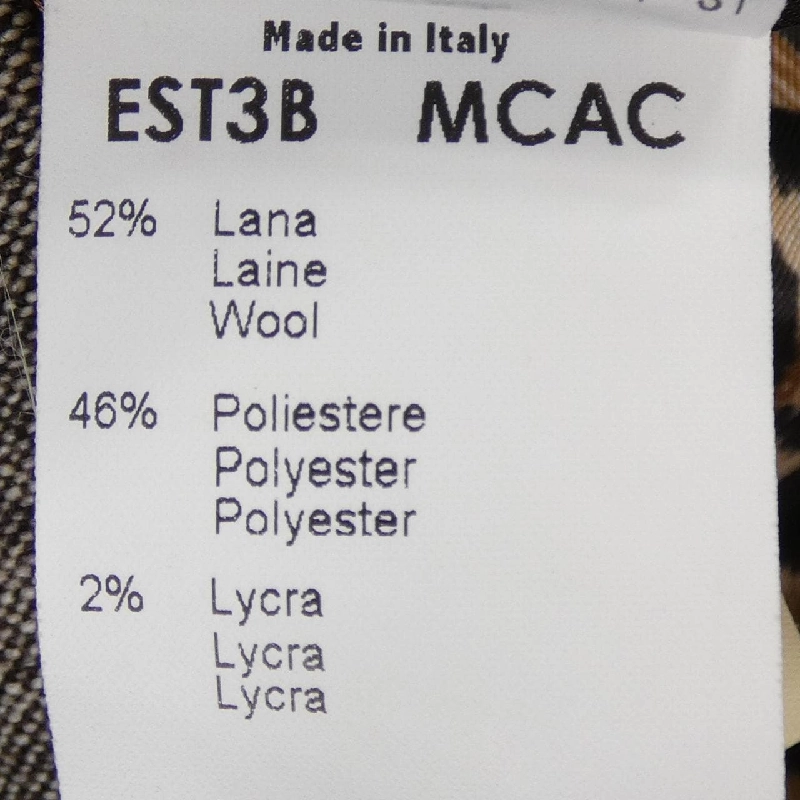 Made in Italy
EST3B MCAC
52% Lana
Laine
Wool
46% Poliestere
Polyester
Polyester
2% Lycra
Lycra
Lycra